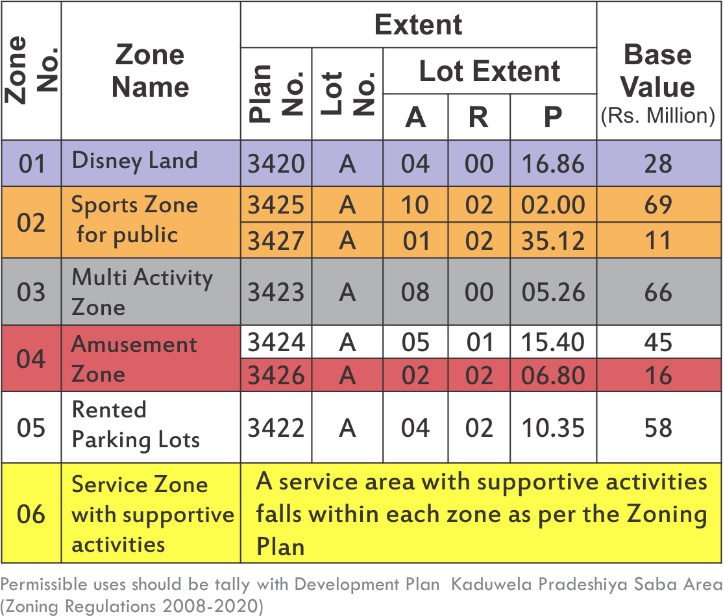 Zone No. Zone Name Extent Base Value (Rs. Million)
Plan No. Lot No. Lot Extent
A R P
01 Disney Land 3420 A 04 00 16.86 28
02 Sports Zone for public 3425 A 10 02 02.00 69
3427 A 01 02 35.12 11
03 Multi Activity Zone 3423 A 08 00 05.26 66
04 Amusement Zone 3424 A 05 01 15.40 45
3426 A 02 02 06.80 16
05 Rented Parking Lots 3422 A 04 02 10.35 58
06 Service Zone with supportive activities A service area with supportive activities falls within each zone as per the Zoning Plan
Permissible uses should be tally with Development Plan Kaduwela Pradeshiya Saba Area
(Zoning Regulations 2008-2020)